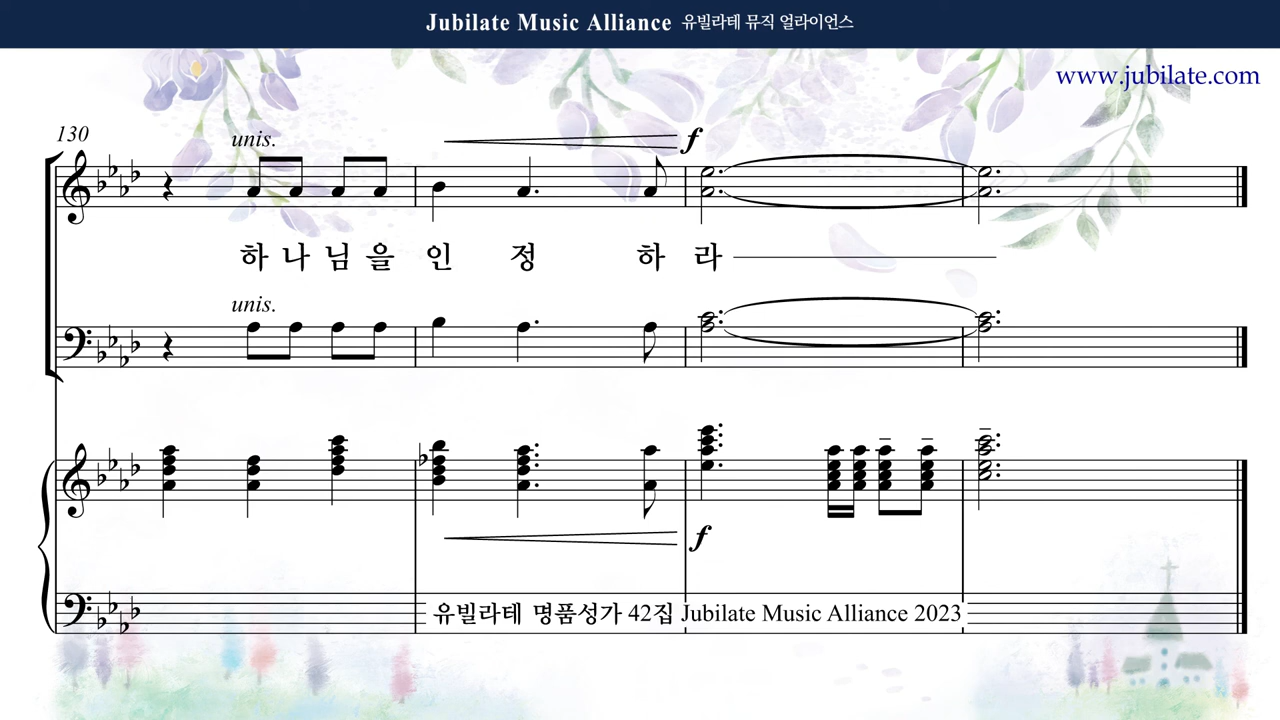 Jubilate Music Alliance 유빌라테 뮤직 얼라이언스
www.jubilate.com
130
unis.
f
하 나 님 을 인 정 하 라
unis.
f
유빌라테 명품성가 42집 Jubilate Music Alliance 2023